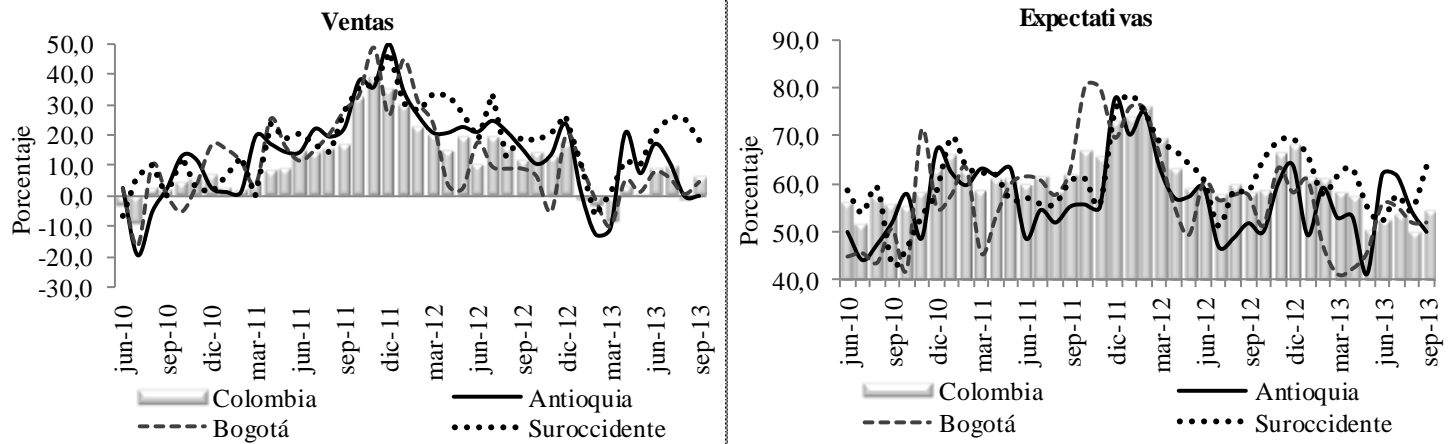 Ventas
Porcentaje
50,0
40,0
30,0
20,0
10,0
0,0
-10,0
-20,0
-30,0
jun-10
sep-10
dic-10
mar-11
jun-11
sep-11
dic-11
mar-12
jun-12
sep-12
dic-12
mar-13
jun-13
sep-13
Colombia
Antioquia
Bogotá
Suroccidente
Expectativas
Porcentaje
90,0
80,0
70,0
60,0
50,0
40,0
jun-10
sep-10
dic-10
mar-11
jun-11
sep-11
dic-11
mar-12
jun-12
sep-12
dic-12
mar-13
jun-13
sep-13
Colombia
Antioquia
Bogotá
Suroccidente